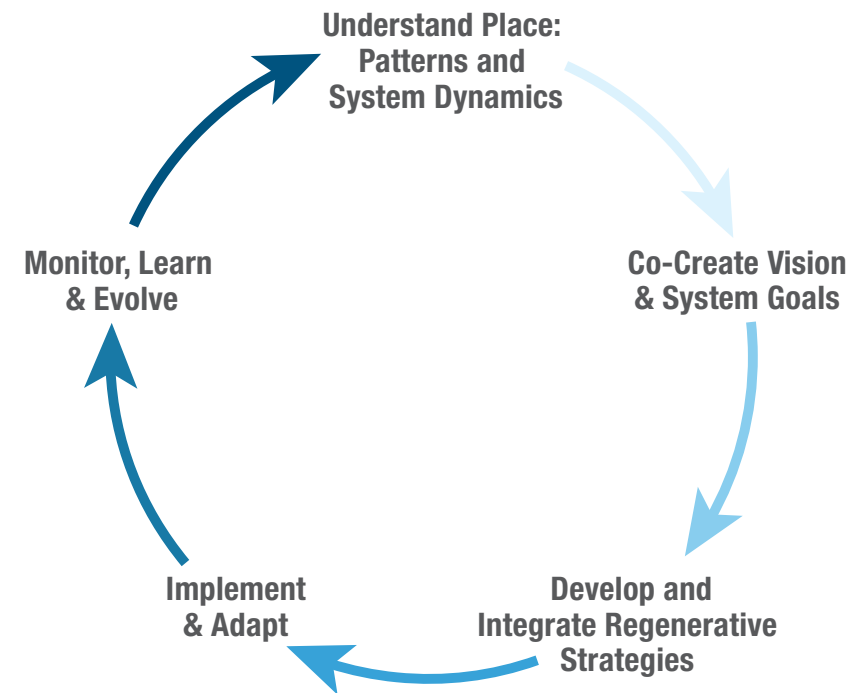 Understand Place:
Patterns and
System Dynamics
Co-Create Vision
& System Goals
Develop and
Integrate Regenerative
Strategies
Implement
& Adapt
Monitor, Learn
& Evolve